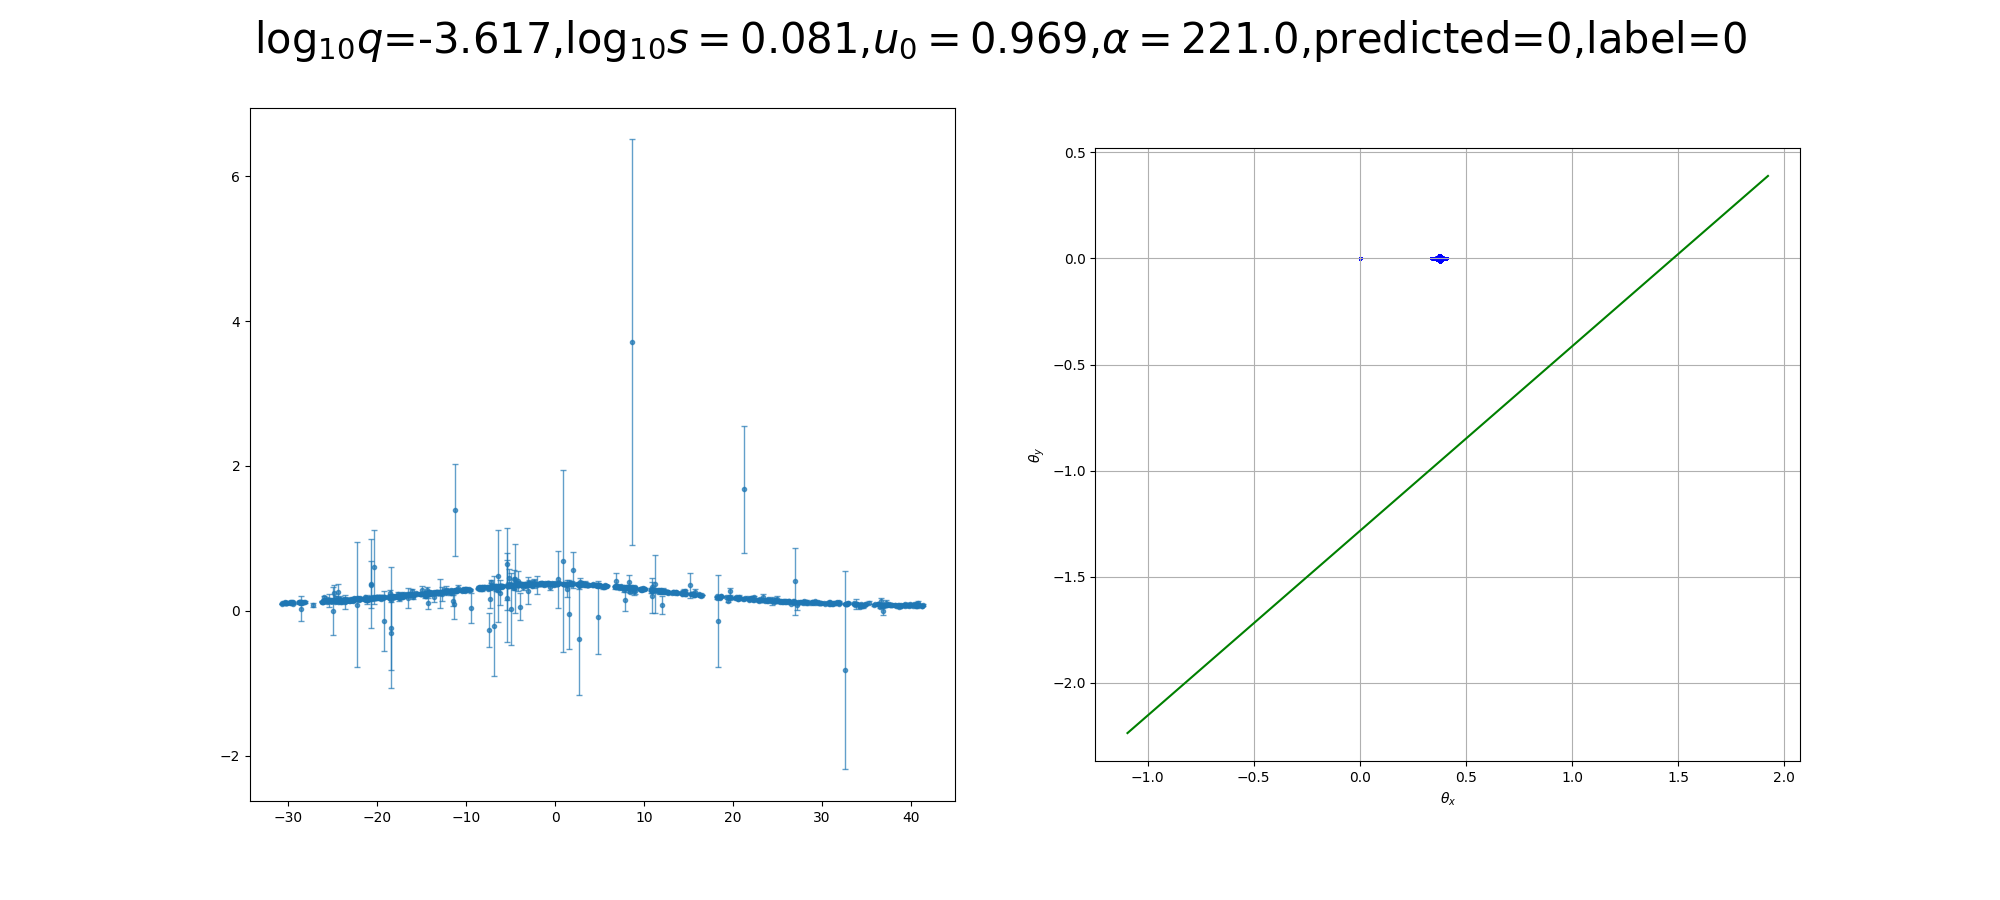 log₁₀q=-3.617,log₁₀s = 0.081,u₀ = 0.969,α = 221.0,predicted=0,label=0
6
4
2
0
−2
−30 −20 −10 0 10 20 30 40
0.5
0.0
−0.5
−1.0
−1.5
−2.0
θy
−1.0 −0.5 0.0 0.5 1.0 1.5 2.0
θx